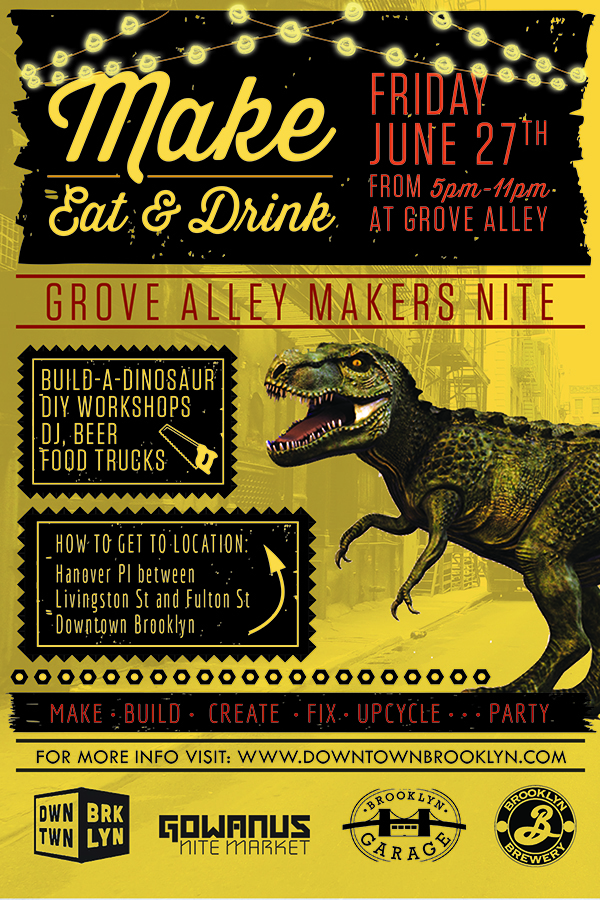 Make
Eat & Drink
FRIDAY
JUNE 27TH
FROM 5pm-11pm
AT GROVE ALLEY
GROVE ALLEY MAKERS NITE
BUILD-A-DINOSAUR
DIY WORKSHOPS
DJ, BEER
FOOD TRUCKS
HOW TO GET TO LOCATION:
Hanover Pl between
Livingston St and Fulton St
Downtown Brooklyn
MAKE · BUILD · CREATE · FIX · UPCYCLE · · · PARTY
FOR MORE INFO VISIT: WWW.DOWNTOWNBROOKLYN.COM
DWN BRK
TWN LYN
GOWANUS
NITE MARKET
·BROOKLYN·
GARAGE
BROOKLYN
B
BREWERY